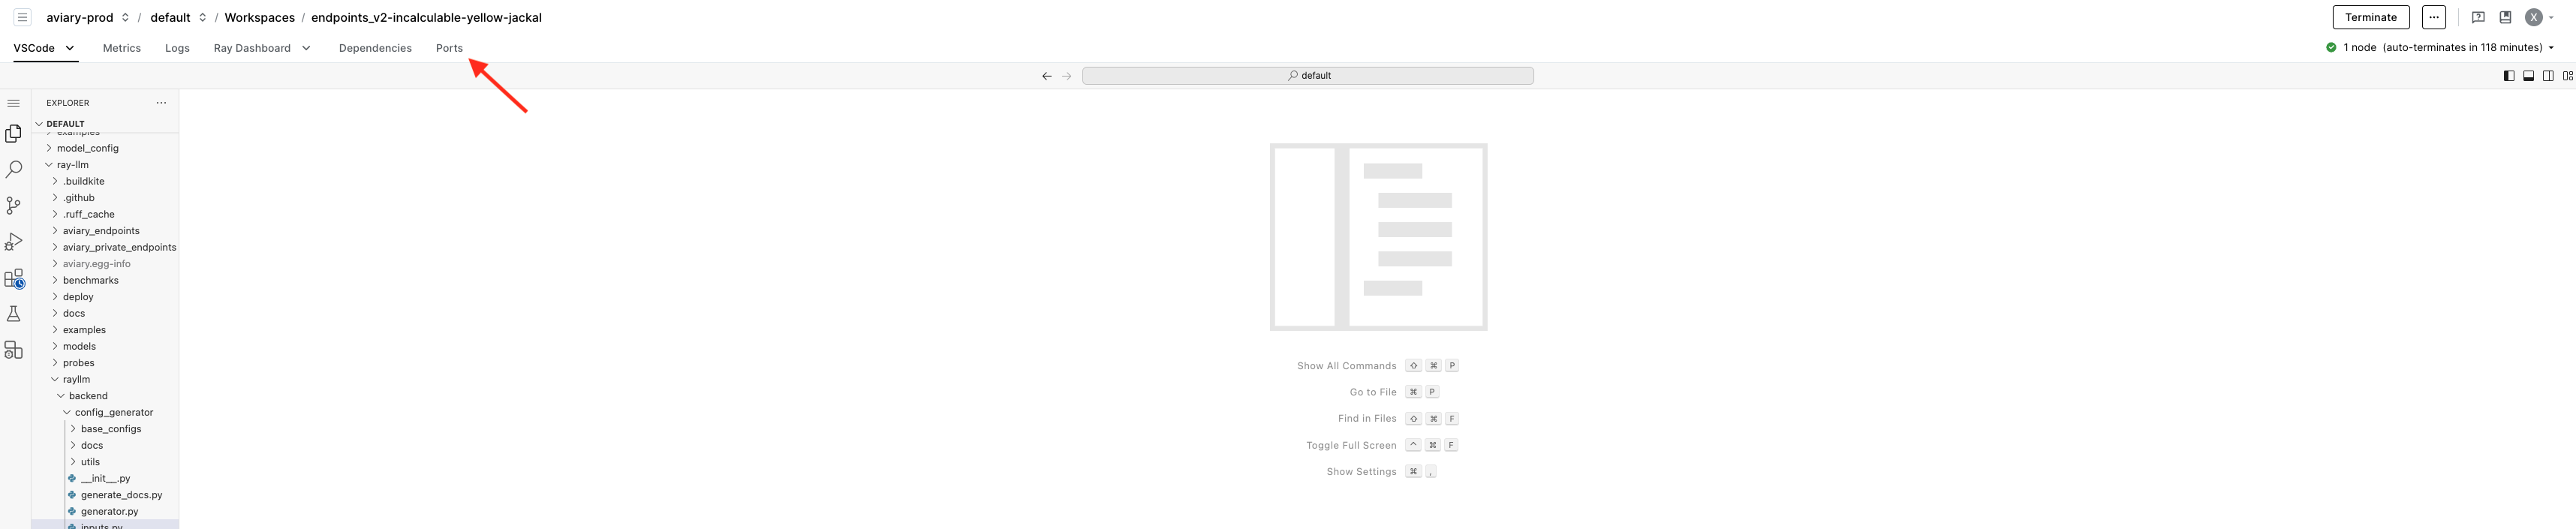 aviary-prod / default / Workspaces / endpoints_v2-incalculable-yellow-jackal Terminate ... X
VSCode Metrics Logs Ray Dashboard Dependencies Ports 1 node (auto-terminates in 118 minutes)
default
EXPLORER ...
DEFAULT
examples
model_config
ray-llm
.buildkite
.github
.ruff_cache
aviary_endpoints
aviary_private_endpoints
aviary.egg-info
benchmarks
deploy
docs
examples
models
probes
rayllm
backend
config_generator
base_configs
docs
utils
__init__.py
generate_docs.py
generator.py
inputs.py
Show All Commands ⇧ ⌘ P
Go to File ⌘ P
Find in Files ⇧ ⌘ F
Toggle Full Screen ^ ⌘ F
Show Settings ⌘ ,